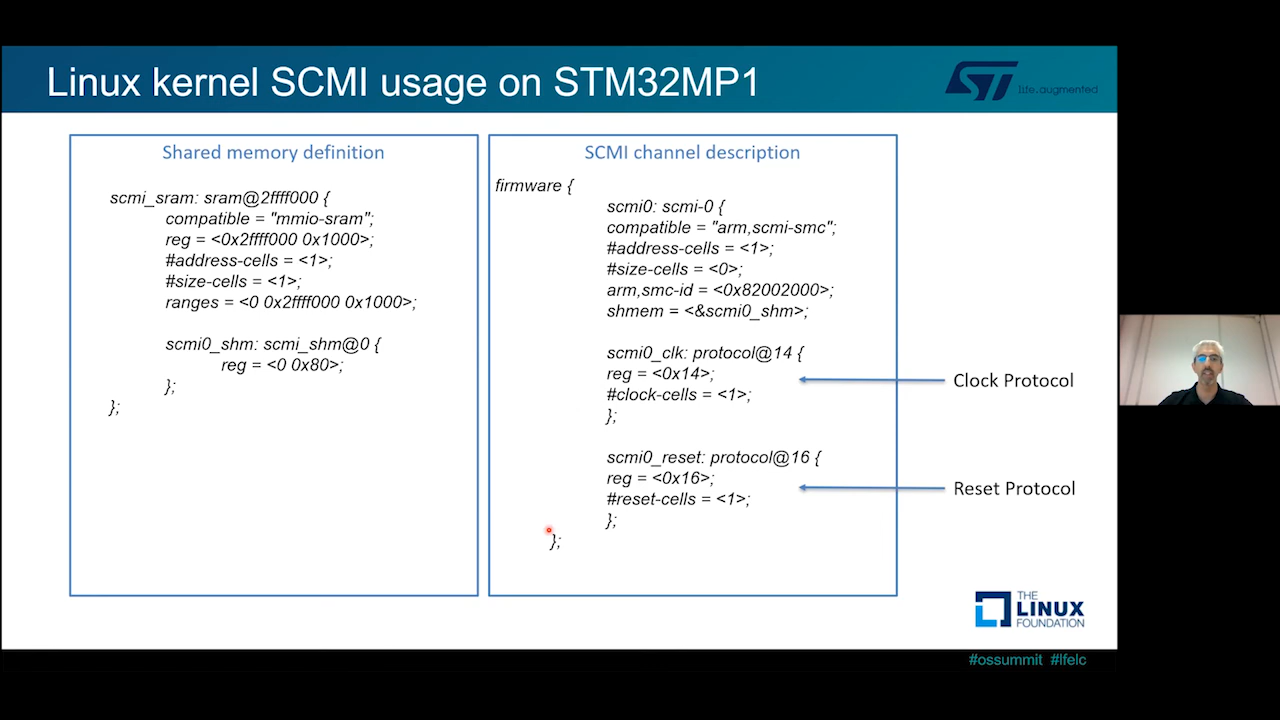 Linux kernel SCMI usage on STM32MP1
ST life.augmented
Shared memory definition
scmi_sram: sram@2ffff000 {
compatible = "mmio-sram";
reg = <0x2ffff000 0x1000>;
#address-cells = <1>;
#size-cells = <1>;
ranges = <0 0x2ffff000 0x1000>;
scmi0_shm: scmi_shm@0 {
reg = <0 0x80>;
};
};
SCMI channel description
firmware {
scmi0: scmi-0 {
compatible = "arm,scmi-smc";
#address-cells = <1>;
#size-cells = <0>;
arm,smc-id = <0x82002000>;
shmem = <&scmi0_shm>;
scmi0_clk: protocol@14 {
reg = <0x14>;
#clock-cells = <1>;
};
scmi0_reset: protocol@16 {
reg = <0x16>;
#reset-cells = <1>;
};
};
Clock Protocol
Reset Protocol
THE
LINUX
FOUNDATION
#ossummit #lfelc